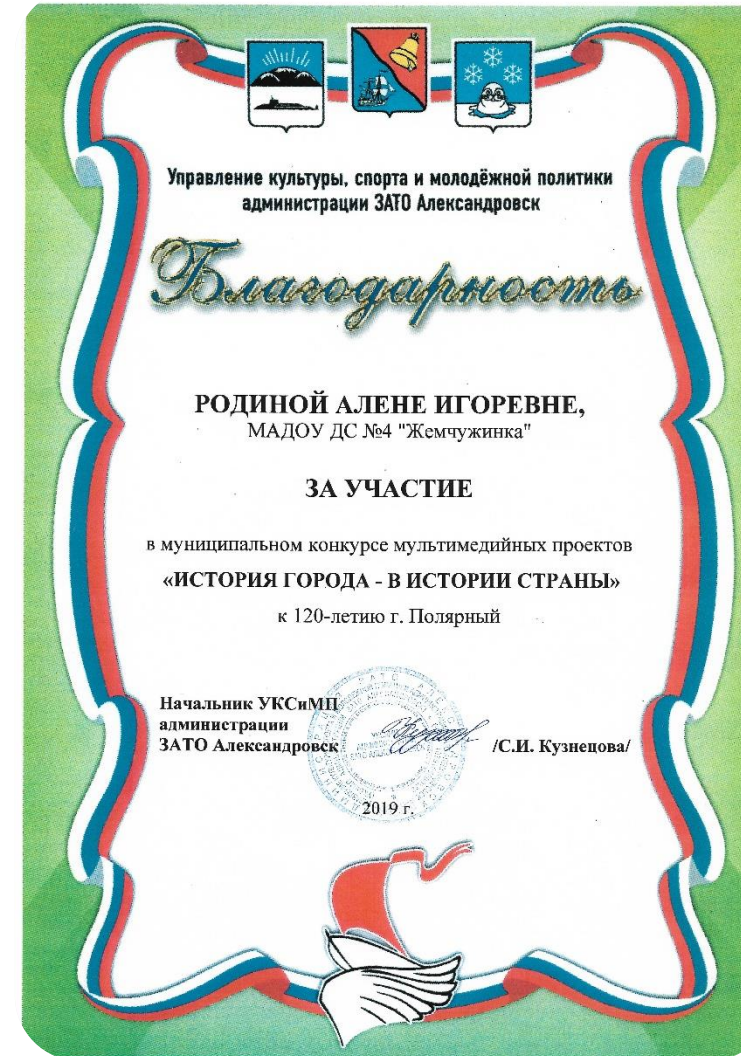 Управление культуры, спорта и молодёжной политики
администрации ЗАТО Александровск
Благодарность
РОДИНОЙ АЛЕНЕ ИГОРЕВНЕ,
МАДОУ ДС №4 "Жемчужинка"
ЗА УЧАСТИЕ
в муниципальном конкурсе мультимедийных проектов
«ИСТОРИЯ ГОРОДА - В ИСТОРИИ СТРАНЫ»
к 120-летию г. Полярный
Начальник УКСиМП
администрации
ЗАТО Александровск
/С.И. Кузнецова/
2019 г.